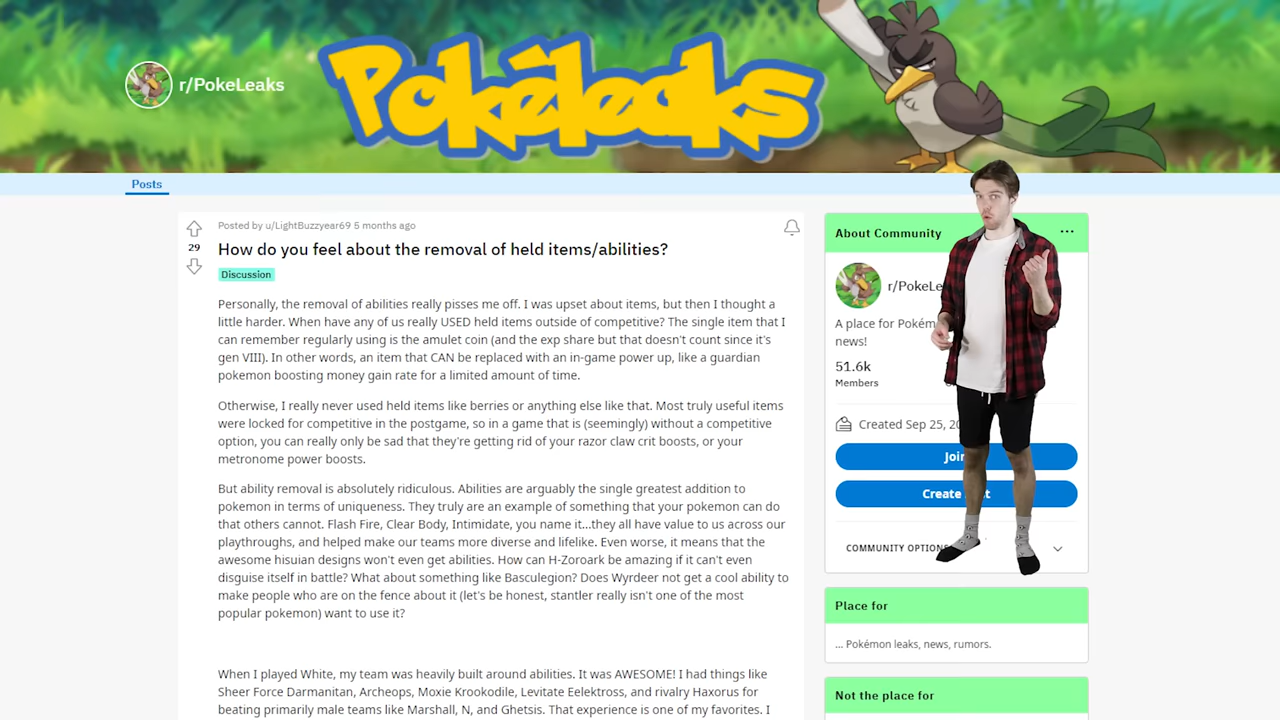 r/PokeLeaks
Pokéleaks
Posts
Posted by u/LightBuzzyear69 5 months ago
29
How do you feel about the removal of held items/abilities?
Discussion
Personally, the removal of abilities really pisses me off. I was upset about items, but then I thought a
little harder. When have any of us really USED held items outside of competitive? The single item that I
can remember regularly using is the amulet coin (and the exp share but that doesn't count since it's
gen VIII). In other words, an item that CAN be replaced with an in-game power up, like a guardian
pokemon boosting money gain rate for a limited amount of time.
Otherwise, I really never used held items like berries or anything else like that. Most truly useful items
were locked for competitive in the postgame, so in a game that is (seemingly) without a competitive
option, you can really only be sad that they're getting rid of your razor claw crit boosts, or your
metronome power boosts.
But ability removal is absolutely ridiculous. Abilities are arguably the single greatest addition to
pokemon in terms of uniqueness. They truly are an example of something that your pokemon can do
that others cannot. Flash Fire, Clear Body, Intimidate, you name it...they all have value to us across our
playthroughs, and helped make our teams more diverse and lifelike. Even worse, it means that the
awesome hisuian designs won't even get abilities. How can H-Zoroark be amazing if it can't even
disguise itself in battle? What about something like Basculegion? Does Wyrdeer not get a cool ability to
make people who are on the fence about it (let's be honest, stantler really isn't one of the most
popular pokemon) want to use it?
When I played White, my team was heavily built around abilities. It was AWESOME! I had things like
Sheer Force Darmanitan, Archeops, Moxie Krookodile, Levitate Eelektross, and rivalry Haxorus for
beating primarily male teams like Marshall, N, and Ghetsis. That experience is one of my favorites. I
About Community
r/PokeLe
A place for Pokém
news!
51.6k
Members
Created Sep 25, 20
Join
Create
COMMUNITY OPTIONS
Place for
... Pokémon leaks, news, rumors.
Not the place for